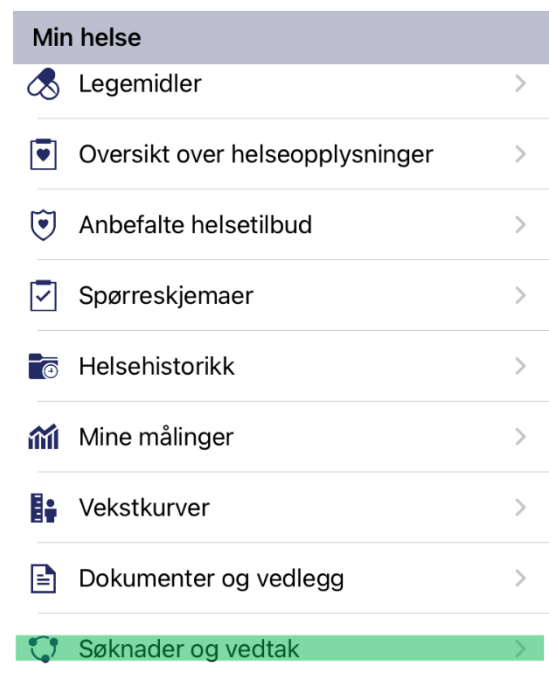 Min helse
Legemidler
Oversikt over helseopplysninger
Anbefalte helsetilbud
Spørreskjemaer
Helsehistorikk
Mine målinger
Vekstkurver
Dokumenter og vedlegg
Søknader og vedtak